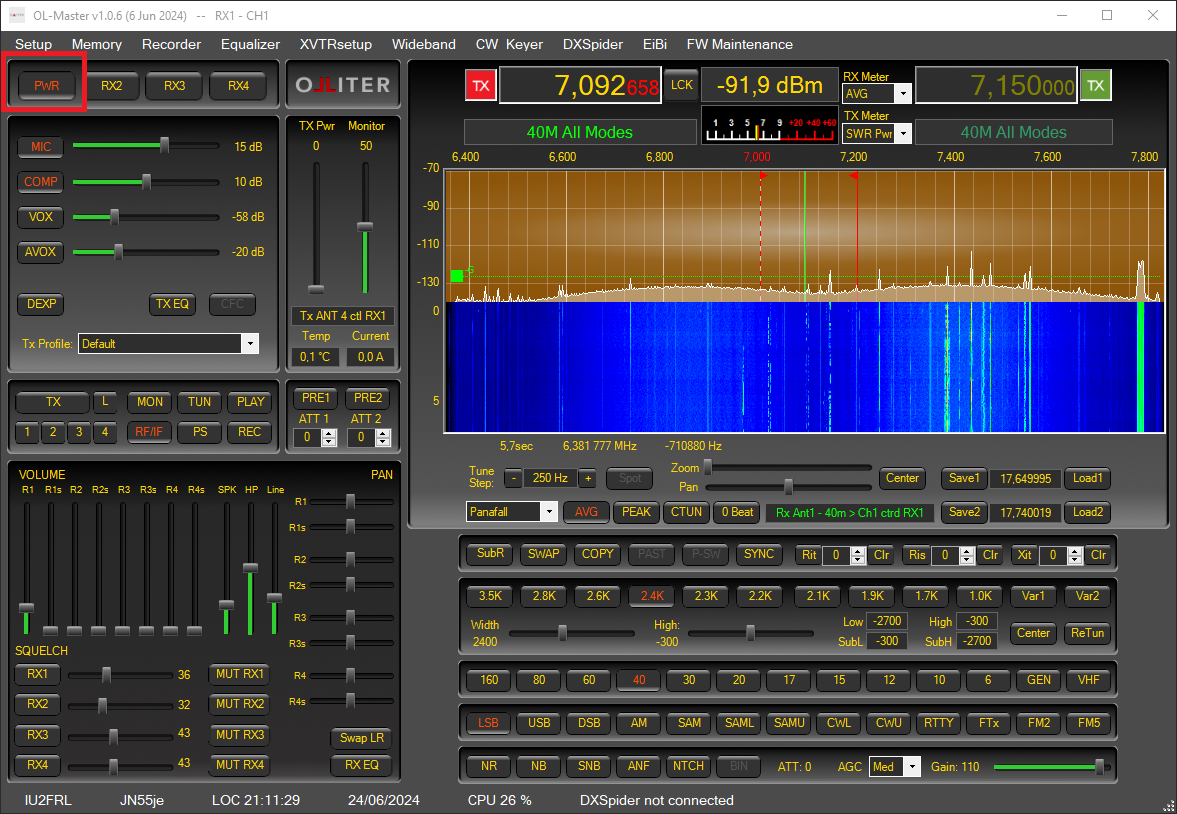 OL-Master v1.0.6 (6 Jun 2024) -- RX1 - CH1
Setup Memory Recorder Equalizer XVTRsetup Wideband CW Keyer DXSpider EiBi FW Maintenance
PWR RX2 RX3 RX4
OLLITER
TX 7,092658 LCK -91,9 dBm RX Meter AVG 7,150000 TX
40M All Modes
1 3 5 7 9 +20 +40 +60
TX Meter SWR Pwr
40M All Modes
MIC 15 dB
COMP 10 dB
VOX -58 dB
AVOX -20 dB
DEXP TX EQ CFC
Tx Profile: Default
TX Pwr Monitor
0 50
Tx ANT 4 ctl RX1
Temp Current
0,1 °C 0,0 A
6,400 6,600 6,800 7,000 7,200 7,400 7,600 7,800
-70
-90
-110
-G
-130
0
5
5,7sec 6,381 777 MHz -710880 Hz
TX L MON TUN PLAY
1 2 3 4 RF/IF PS REC
PRE1 PRE2
ATT 1 ATT 2
0 0
Tune Step: - 250 Hz + Spot Zoom Pan Center Save1 17,649995 Load1
Panafall AVG PEAK CTUN 0 Beat Rx Ant1 - 40m > Ch1 ctrd RX1 Save2 17,740019 Load2
VOLUME PAN
R1 R1s R2 R2s R3 R3s R4 R4s SPK HP Line
R1
R1s
R2
R2s
R3
R3s
R4
R4s
SQUELCH
RX1 36 MUT RX1
RX2 32 MUT RX2
RX3 43 MUT RX3
RX4 43 MUT RX4
Swap LR
RX EQ
SubR SWAP COPY PAST P-SW SYNC Rit 0 Clr Ris 0 Clr Xit 0 Clr
3.5K 2.8K 2.6K 2.4K 2.3K 2.2K 2.1K 1.9K 1.7K 1.0K Var1 Var2
Width 2400 High: -300 Low -2700 High -300 Center ReTun
SubL -300 SubH -2700
160 80 60 40 30 20 17 15 12 10 6 GEN VHF
LSB USB DSB AM SAM SAML SAMU CWL CWU RTTY FTx FM2 FM5
NR NB SNB ANF NTCH BIN ATT: 0 AGC Med Gain: 110
IU2FRL JN55je LOC 21:11:29 24/06/2024 CPU 26 % DXSpider not connected